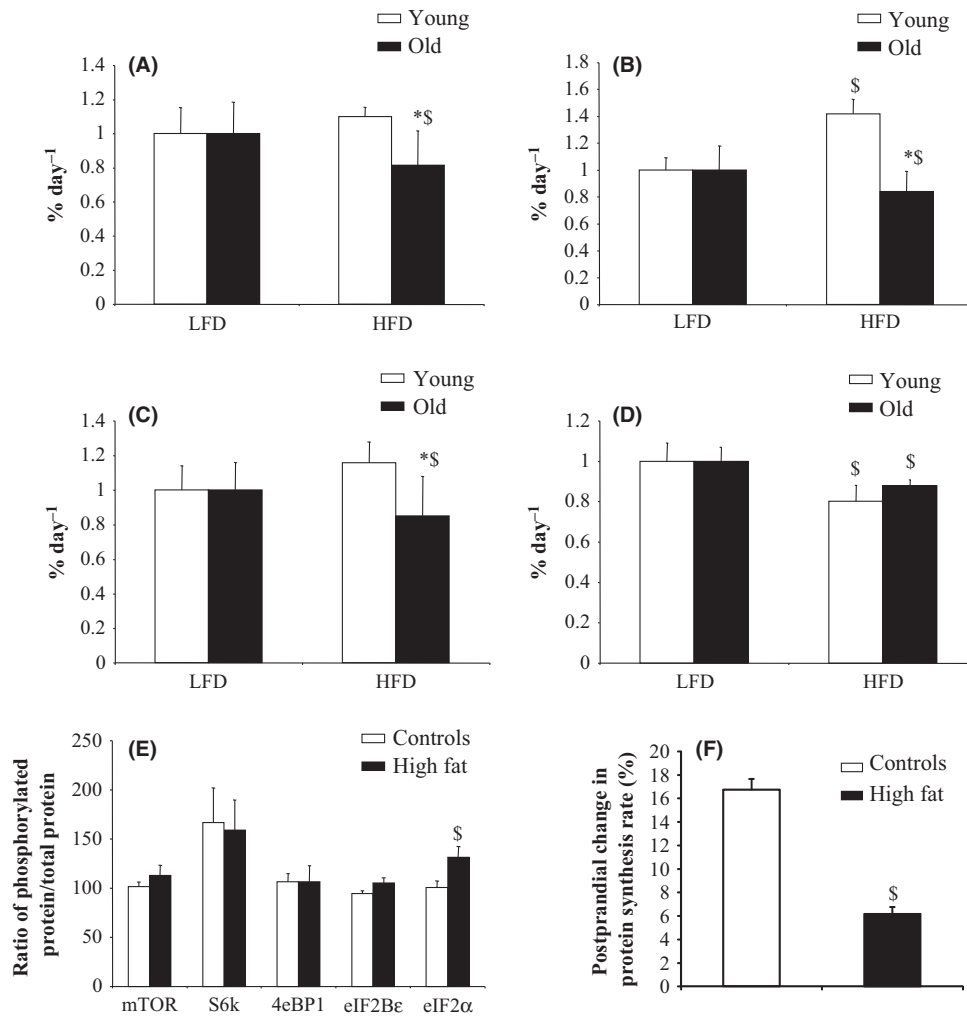 Young
Old
(A)
1.4
1.2
1
0.8
0.6
0.4
0.2
0
% day–1
*$
LFD
HFD
Young
Old
(B)
1.8
1.6
1.4
1.2
1
0.8
0.6
0.4
0.2
0
% day–1
$
*$
LFD
HFD
Young
Old
(C)
1.4
1.2
1
0.8
0.6
0.4
0.2
0
% day–1
*$
LFD
HFD
Young
Old
(D)
1.2
1
0.8
0.6
0.4
0.2
0
% day–1
$
$
LFD
HFD
Controls
High fat
(E)
250
200
150
100
50
0
Ratio of phosphorylated
protein/total protein
$
mTOR
S6k
4eBP1
eIF2Bε
eIF2α
Controls
High fat
(F)
20
18
16
14
12
10
8
6
4
2
0
Postprandial change in
protein synthesis rate (%)
$